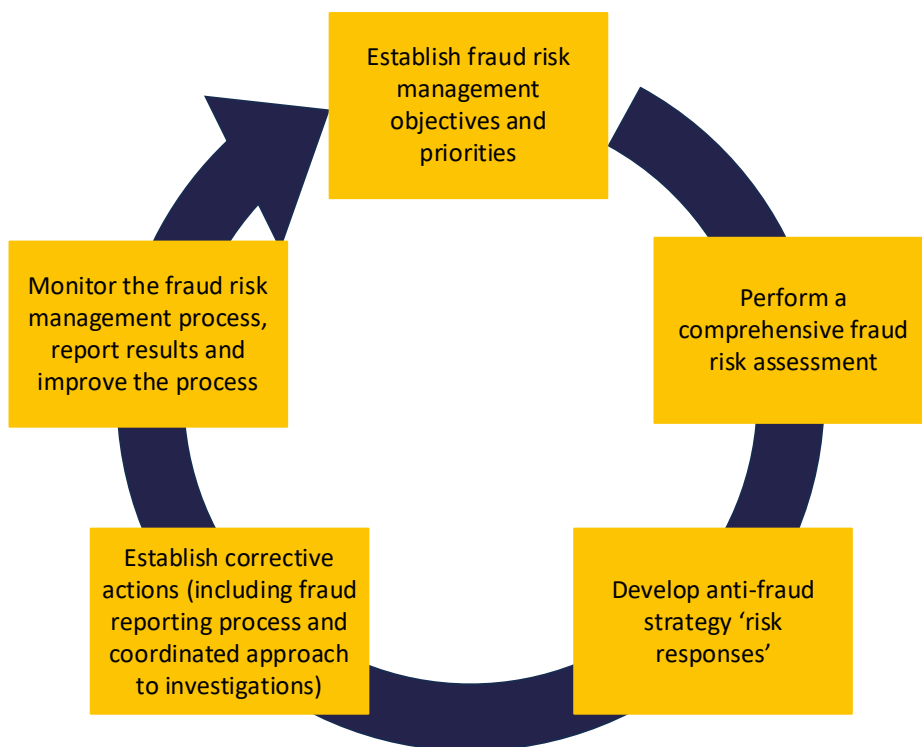 Establish fraud risk
management
objectives and
priorities
Perform a
comprehensive fraud
risk assessment
Develop anti-fraud
strategy ‘risk
responses’
Establish corrective
actions (including fraud
reporting process and
coordinated approach
to investigations)
Monitor the fraud risk
management process,
report results and
improve the process